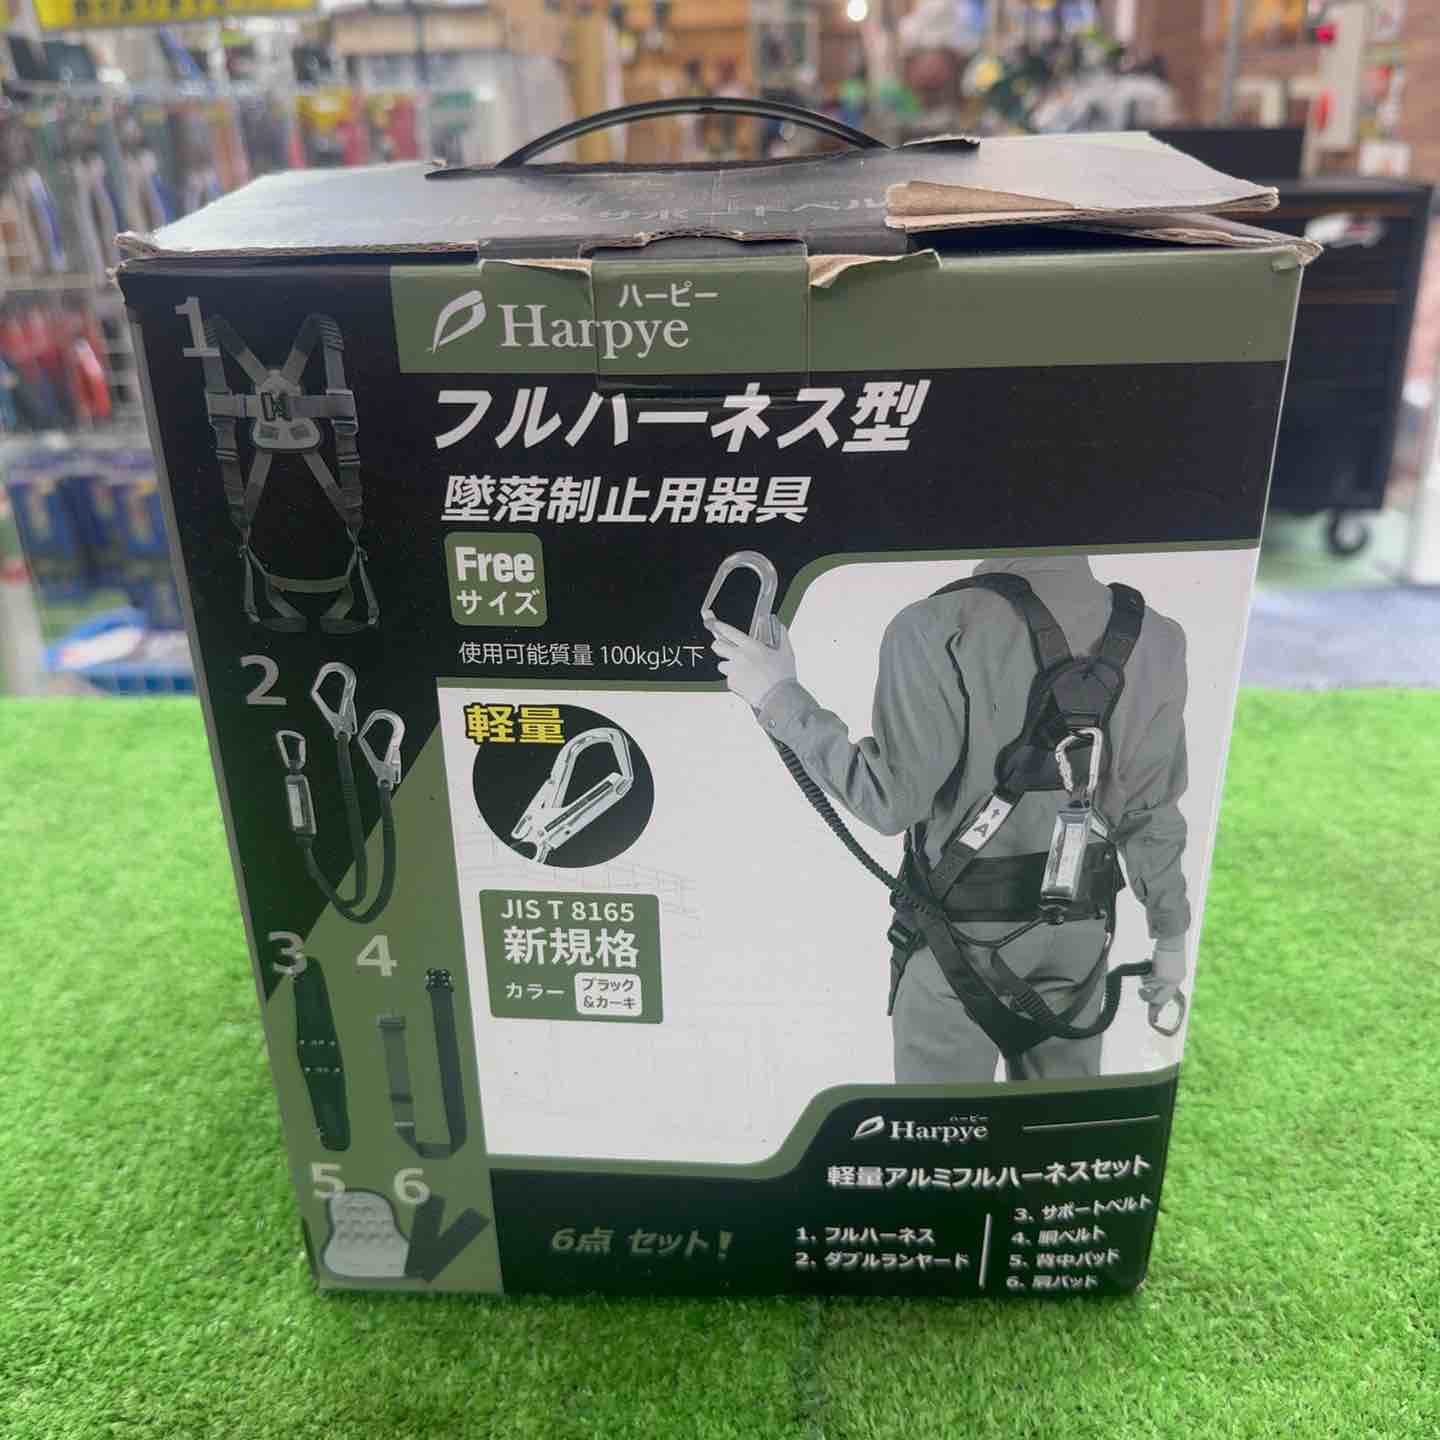 ハーピー
Harpye
フルハーネス型
墜落制止用器具
Free
サイズ
使用可能質量 100kg以下
軽量
JIS T 8165
新規格
カラー ブラック
&カーキ
A
1
2
3
4
5
6
ハーピー
Harpye
軽量アルミフルハーネスセット
6点 セット!
1. フルハーネス
2. ダブルランヤード
3. サポートベルト
4. 胴ベルト
5. 背中パッド
6. 肩パッド